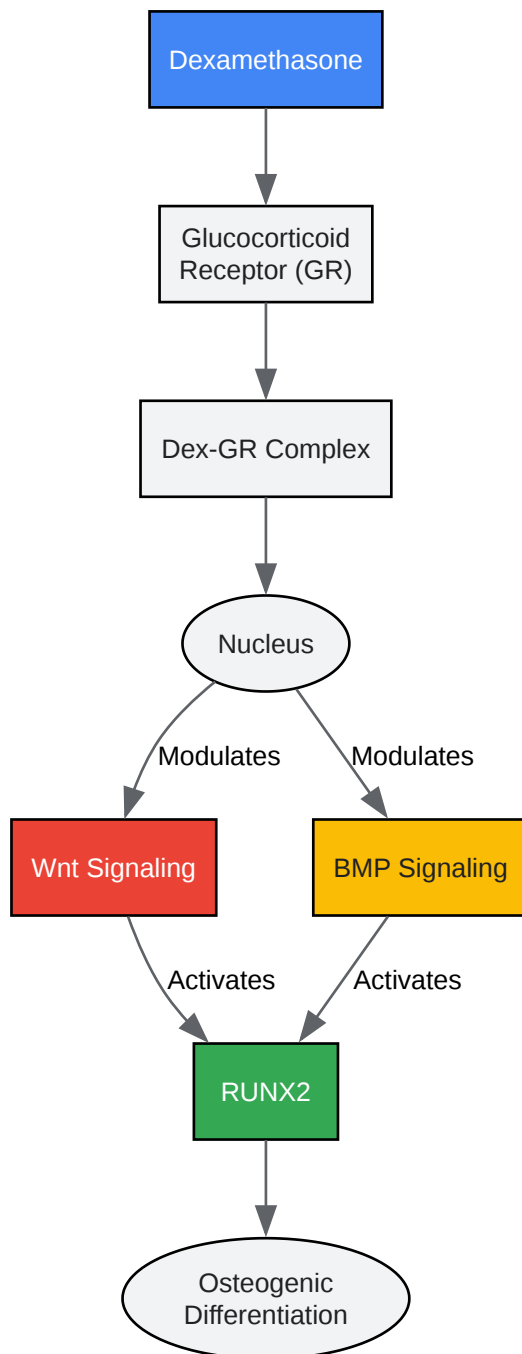 Dexamethasone
Glucocorticoid
Receptor (GR)
Dex-GR Complex
Nucleus
Modulates
Modulates
Wnt Signaling
BMP Signaling
Activates
Activates
RUNX2
Osteogenic
Differentiation